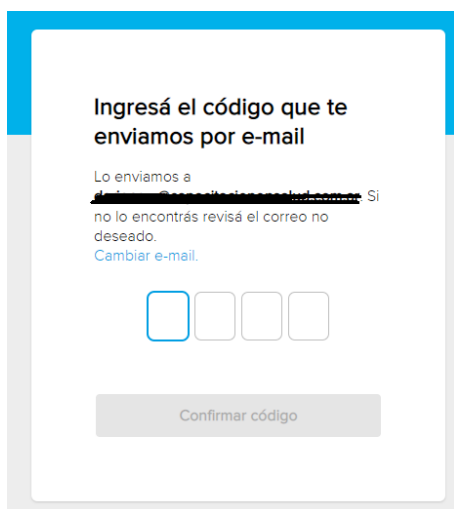 Ingresá el código que te
enviamos por e-mail
Lo enviamos a
Si
no lo encontrás revisá el correo no
deseado.
Cambiar e-mail.
Confirmar código